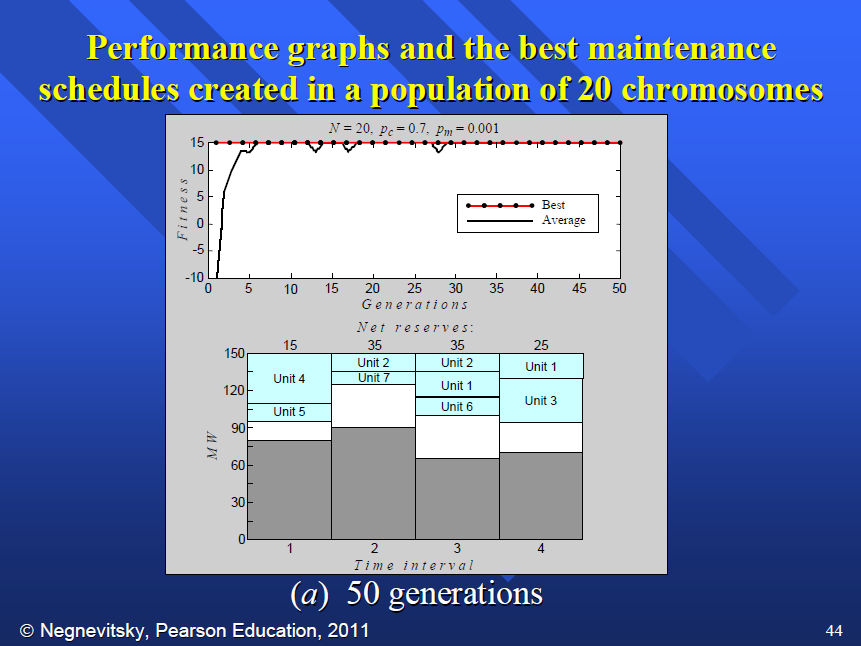 Performance graphs and the best maintenance
schedules created in a population of 20 chromosomes
N = 20, pc = 0.7, pm = 0.001
15
10
5
0
-5
-10
Fitness
Best
Average
0 5 10 15 20 25 30 35 40 45 50
Generations
Net reserves:
15 35 35 25
150
120
90
60
30
0
MW
Unit 4
Unit 5
Unit 2
Unit 7
Unit 2
Unit 1
Unit 6
Unit 1
Unit 3
1 2 3 4
Time interval
(a) 50 generations
© Negnevitsky, Pearson Education, 2011
44